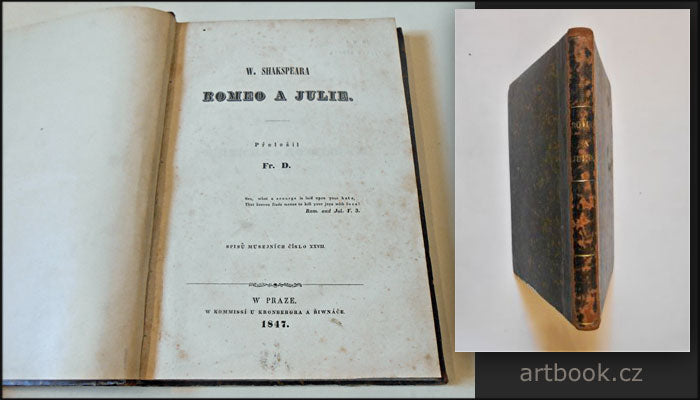 W. SHAKSPEARA
ROMEO A JULIE.
Přeložil
Fr. D.
See, what a scourge is laid upon your hate,
That heaven finds means to kill your joys with love!
Rom. and Jul. V. 3.
SPISŮ MUSEJNÍCH ČÍSLO XXVII.
W PRAZE.
W KOMMISSÍ U KRONBERGRA A ŘIWNÁČE.
1847.
ROM.
A
JULIE
artbook.cz